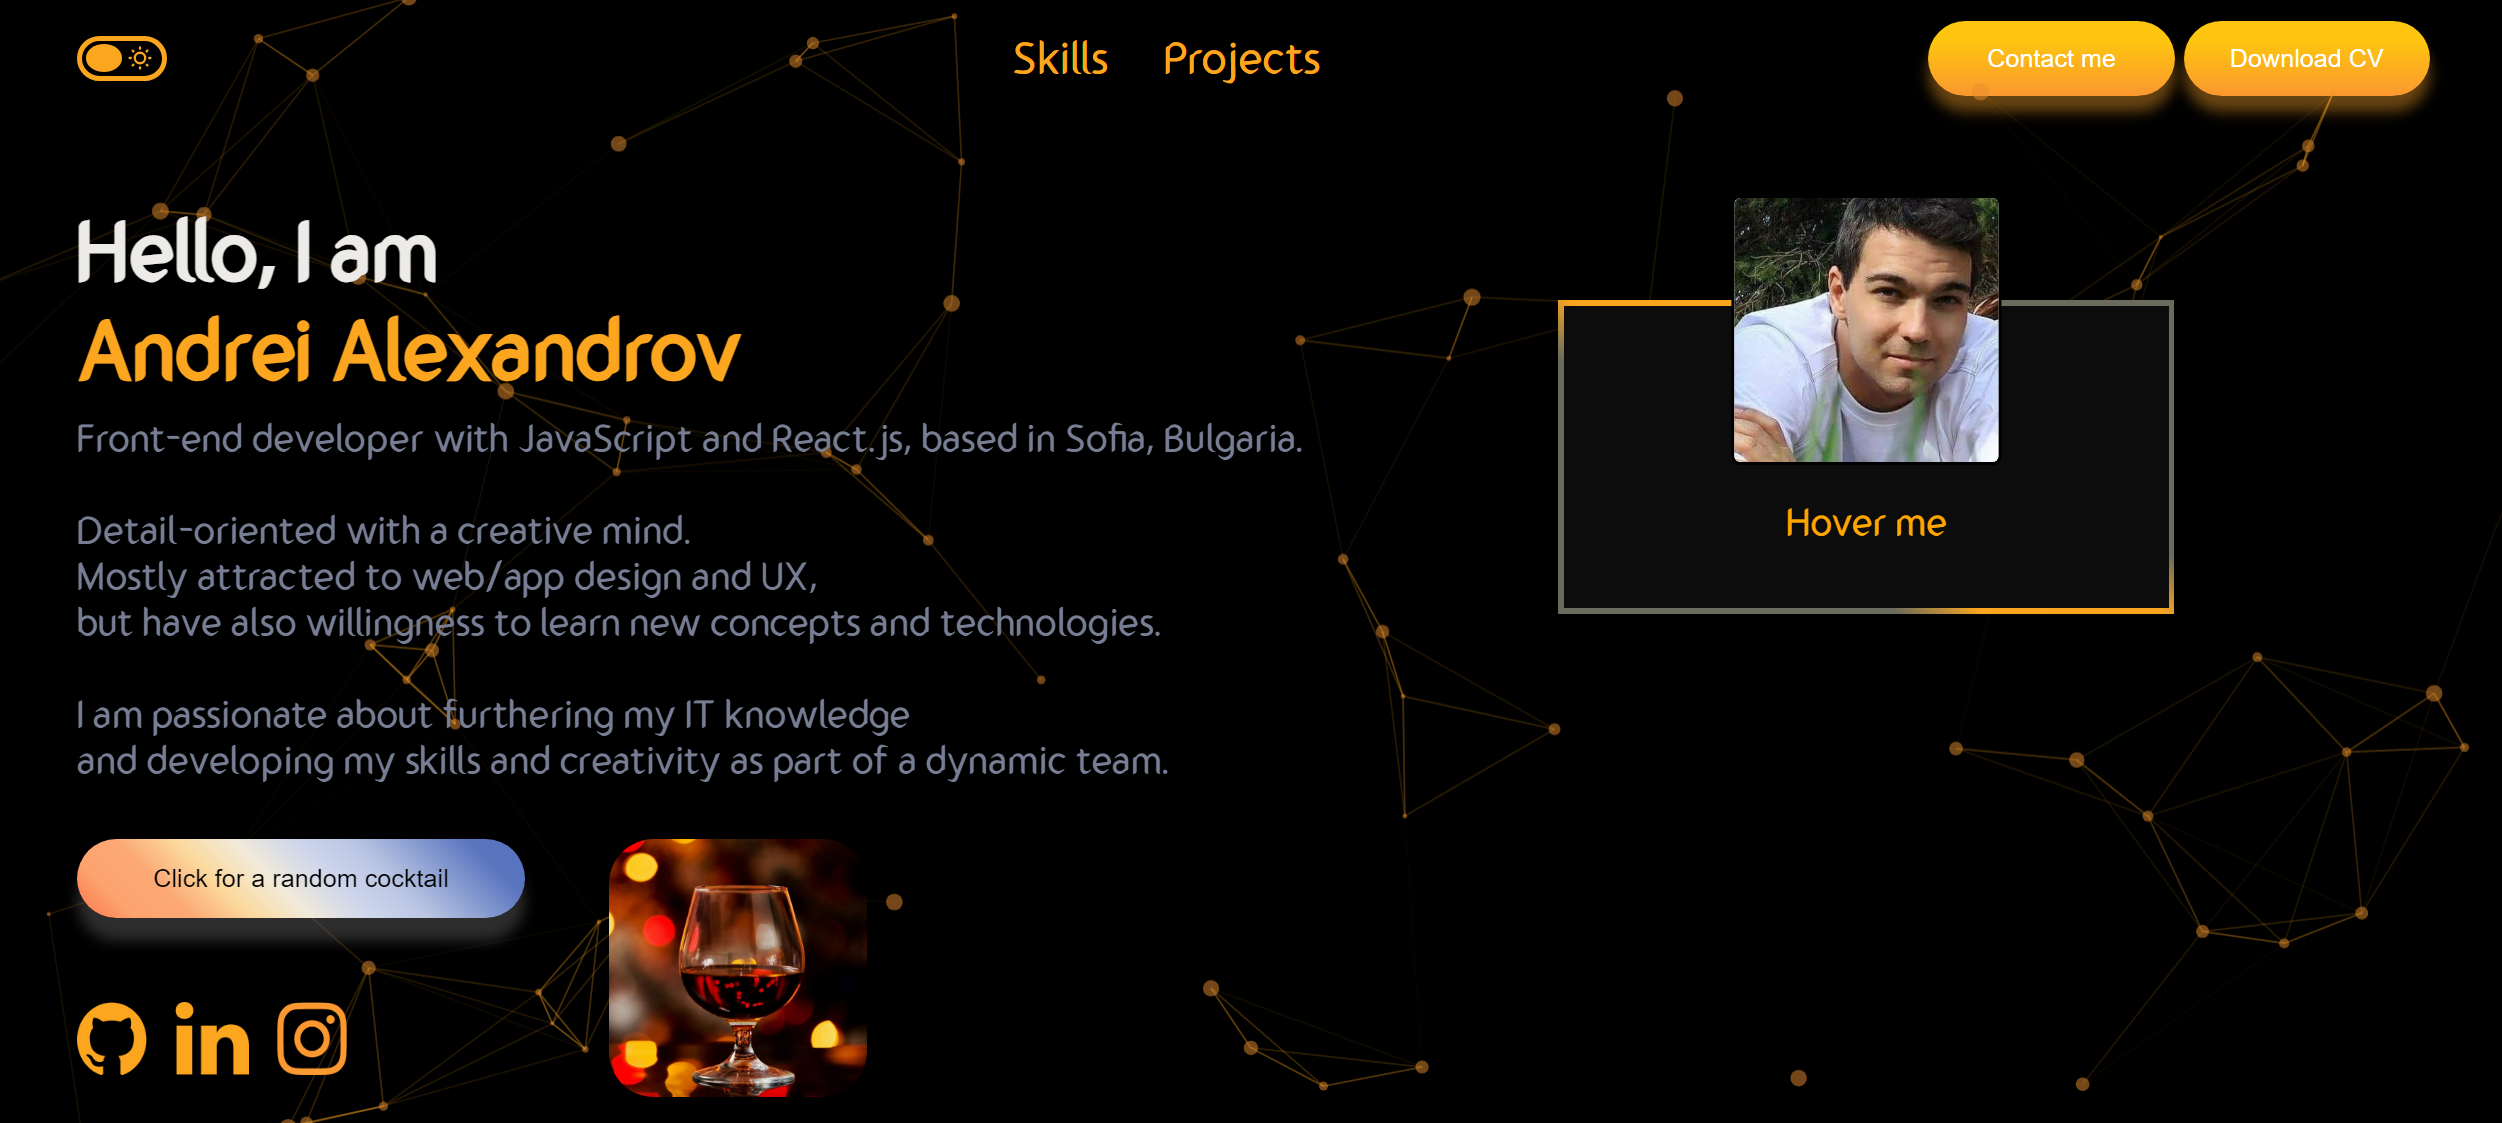 Skills Projects
Contact me Download CV
Hello, I am
Andrei Alexandrov
Front-end developer with JavaScript and React.js, based in Sofia, Bulgaria.
Detail-oriented with a creative mind.
Mostly attracted to web/app design and UX,
but have also willingness to learn new concepts and technologies.
I am passionate about furthering my IT knowledge
and developing my skills and creativity as part of a dynamic team.
Hover me
Click for a random cocktail
in